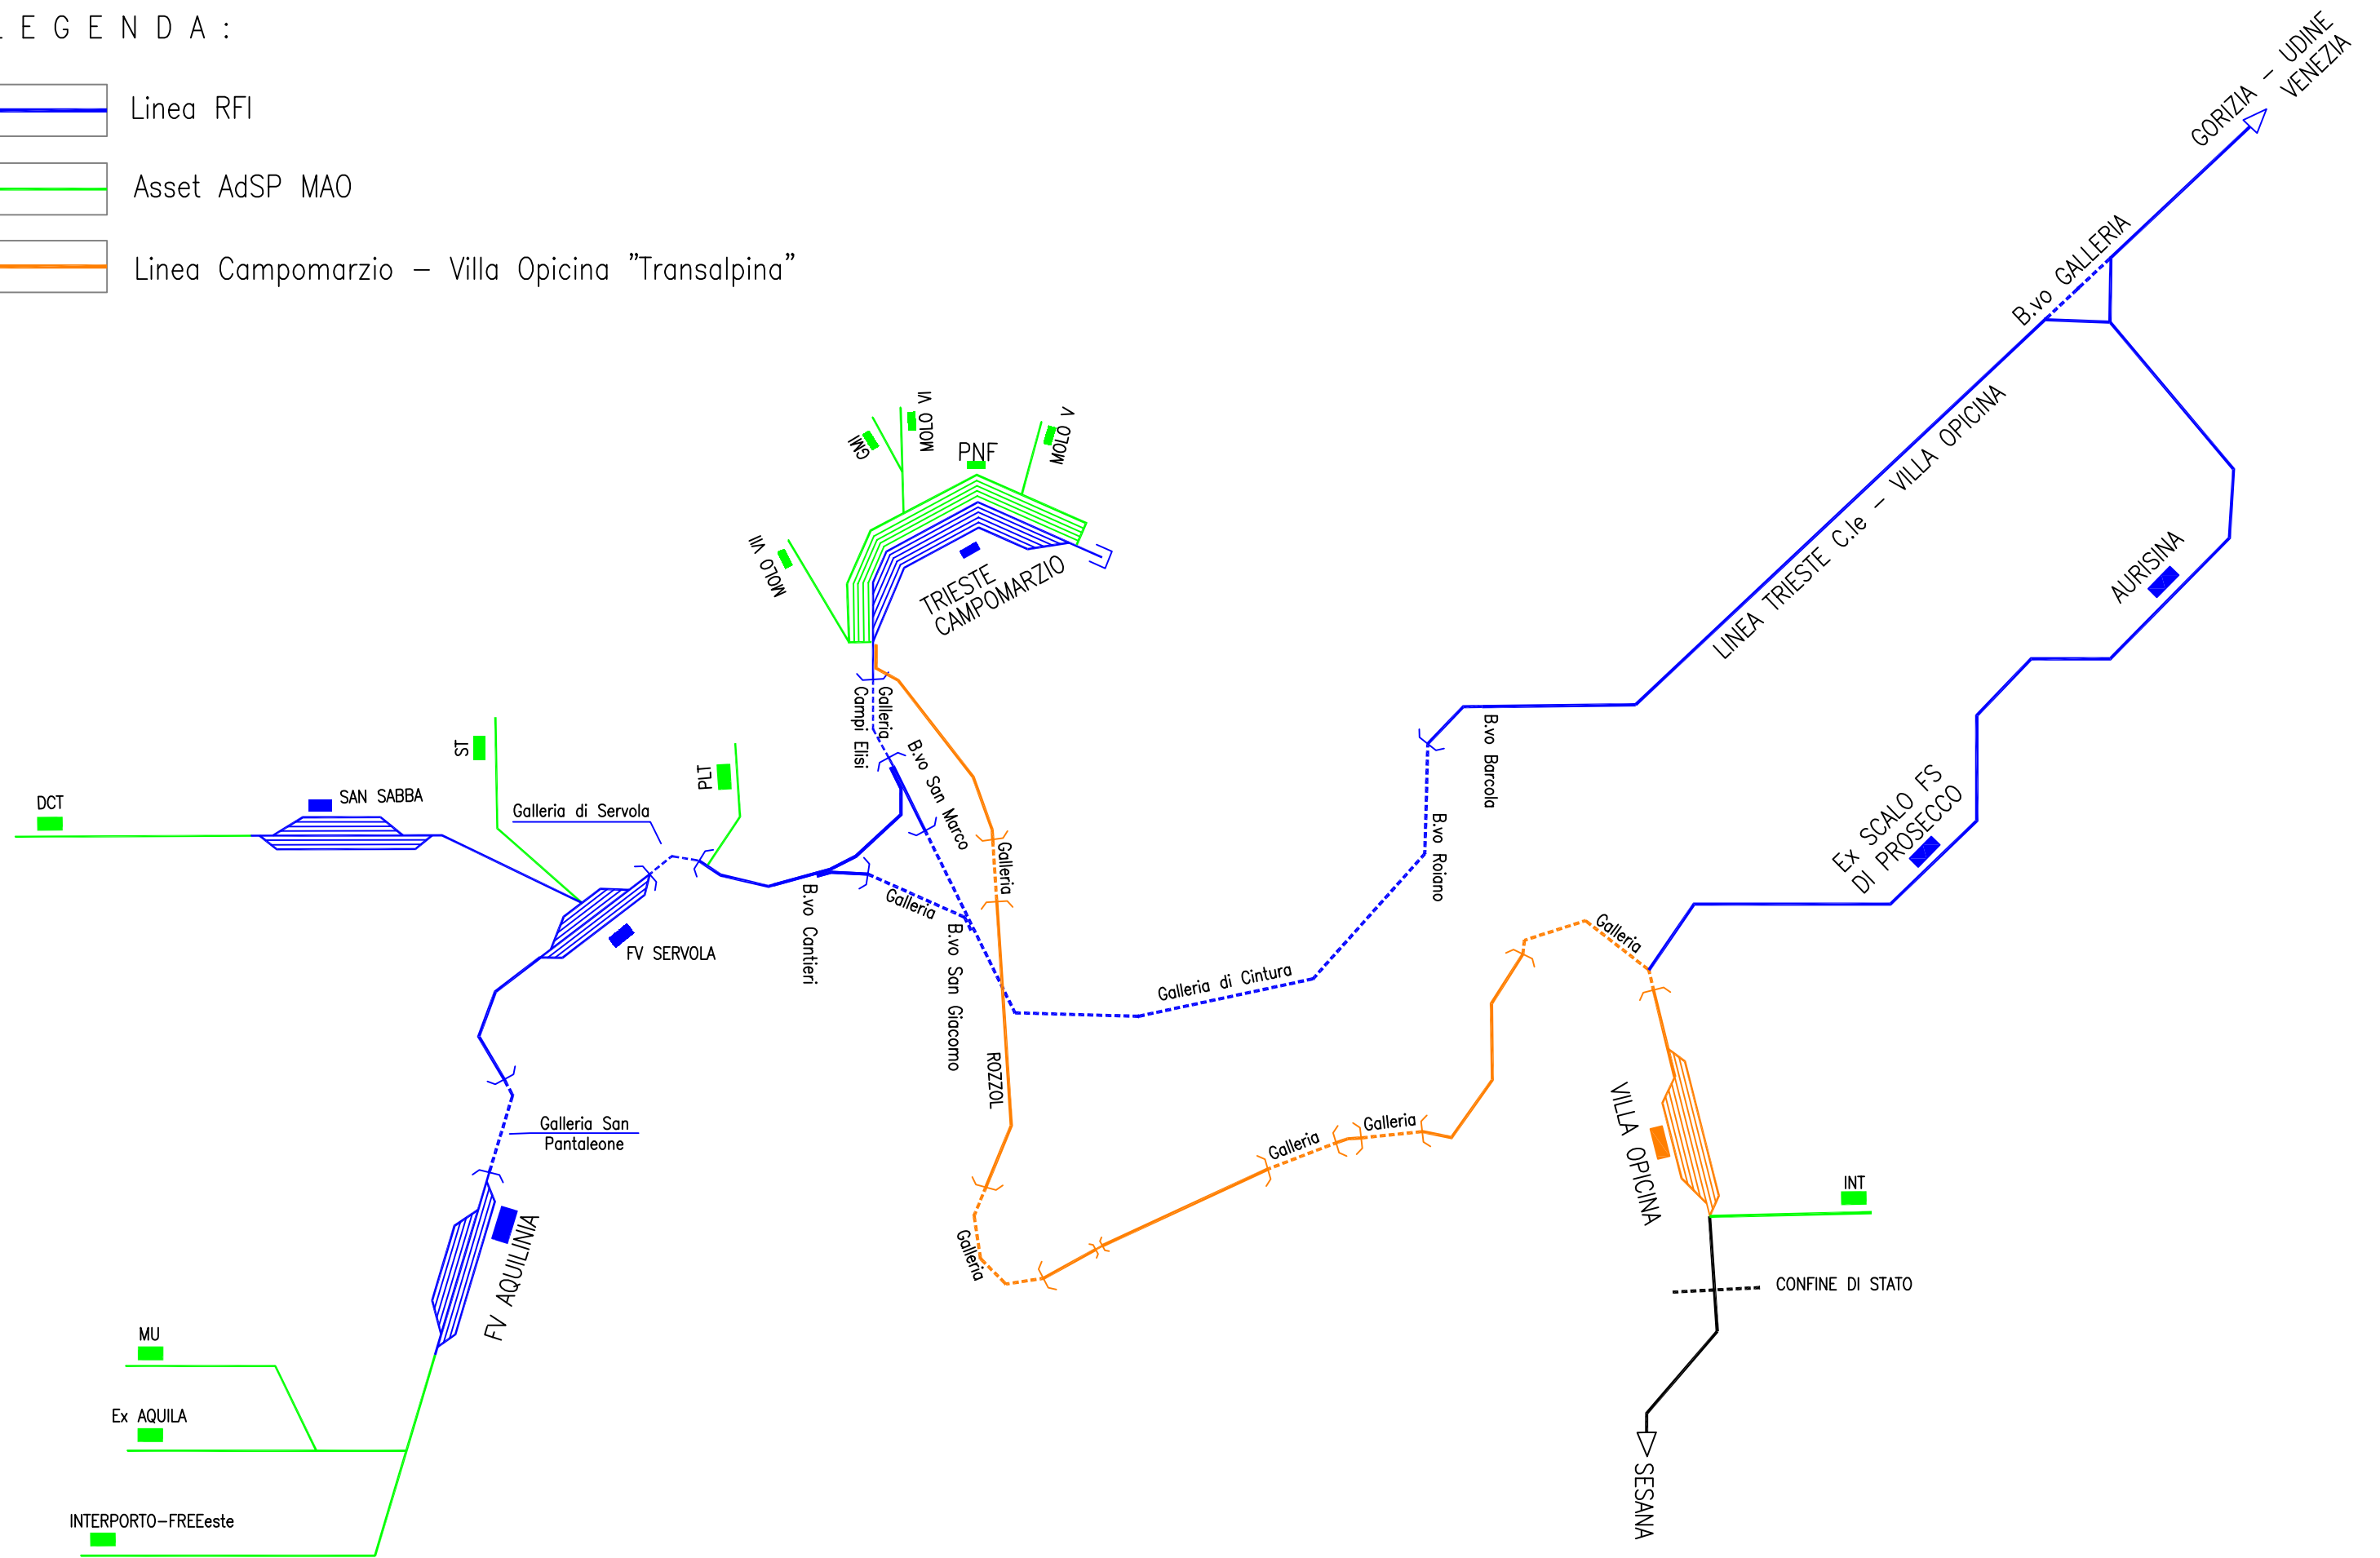 LEGENDA:
Linea RFI
Asset AdSP MAO
Linea Campomarzio – Villa Opicina "Transalpina"
GORIZIA – UDINE
VENEZIA
B.vo GALLERIA
LINEA TRIESTE C.le – VILLA OPICINA
AURISINA
Ex SCALO FS
DI PROSECCO
GMI
MOLO VI
PNF
MOLO V
MOLO VII
TRIESTE
CAMPOMARZIO
Galleria
Campi Elisi
B.vo San Marco
B.vo Barcola
B.vo Roiano
ST
PLT
DCT
SAN SABBA
Galleria di Servola
FV SERVOLA
B.vo Cantieri
Galleria
B.vo San Giacomo
Galleria
Galleria di Cintura
Galleria
ROZZOL
Galleria San
Pantaleone
Galleria
Galleria
Galleria
VILLA OPICINA
INT
CONFINE DI STATO
SESANA
FV AQUILINIA
MU
Ex AQUILA
INTERPORTO–FREEeste